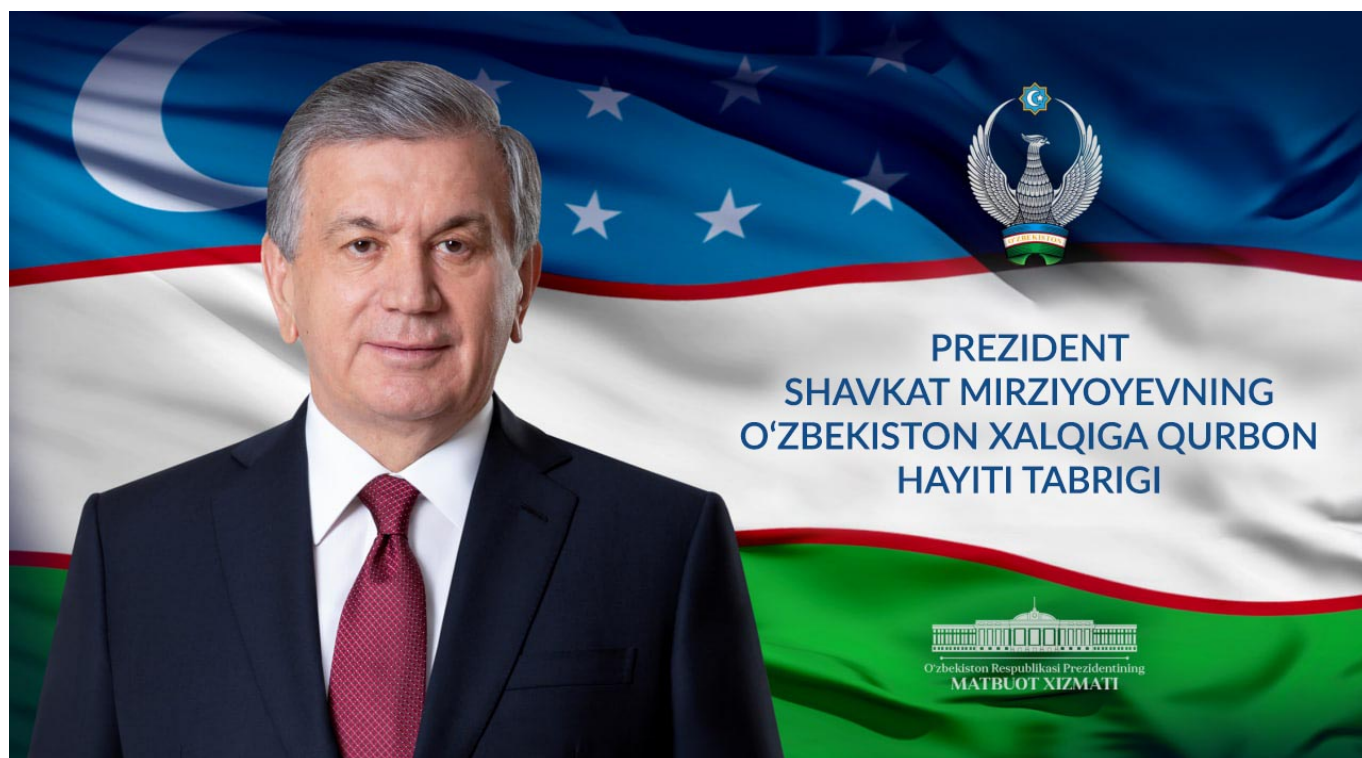 O‘ZBEKISTON
PREZIDENT
SHAVKAT MIRZIYOYEVNING
O‘ZBEKISTON XALQIGA QURBON
HAYITI TABRIGI
O‘zbekiston Respublikasi Prezidentining
MATBUOT XIZMATI